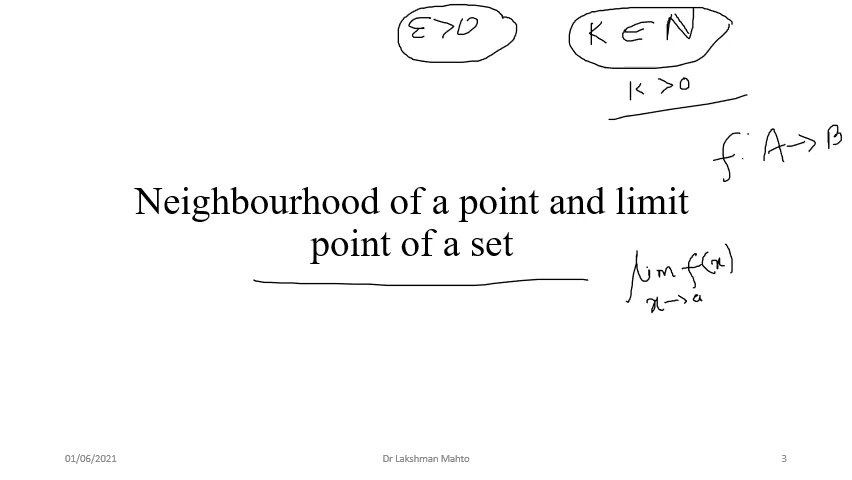 ε>0 K ∈ ℕ
K >0
f: A→B
Neighbourhood of a point and limit
point of a set
lim f(x)
x→a
01/06/2021 Dr Lakshman Mahto 3